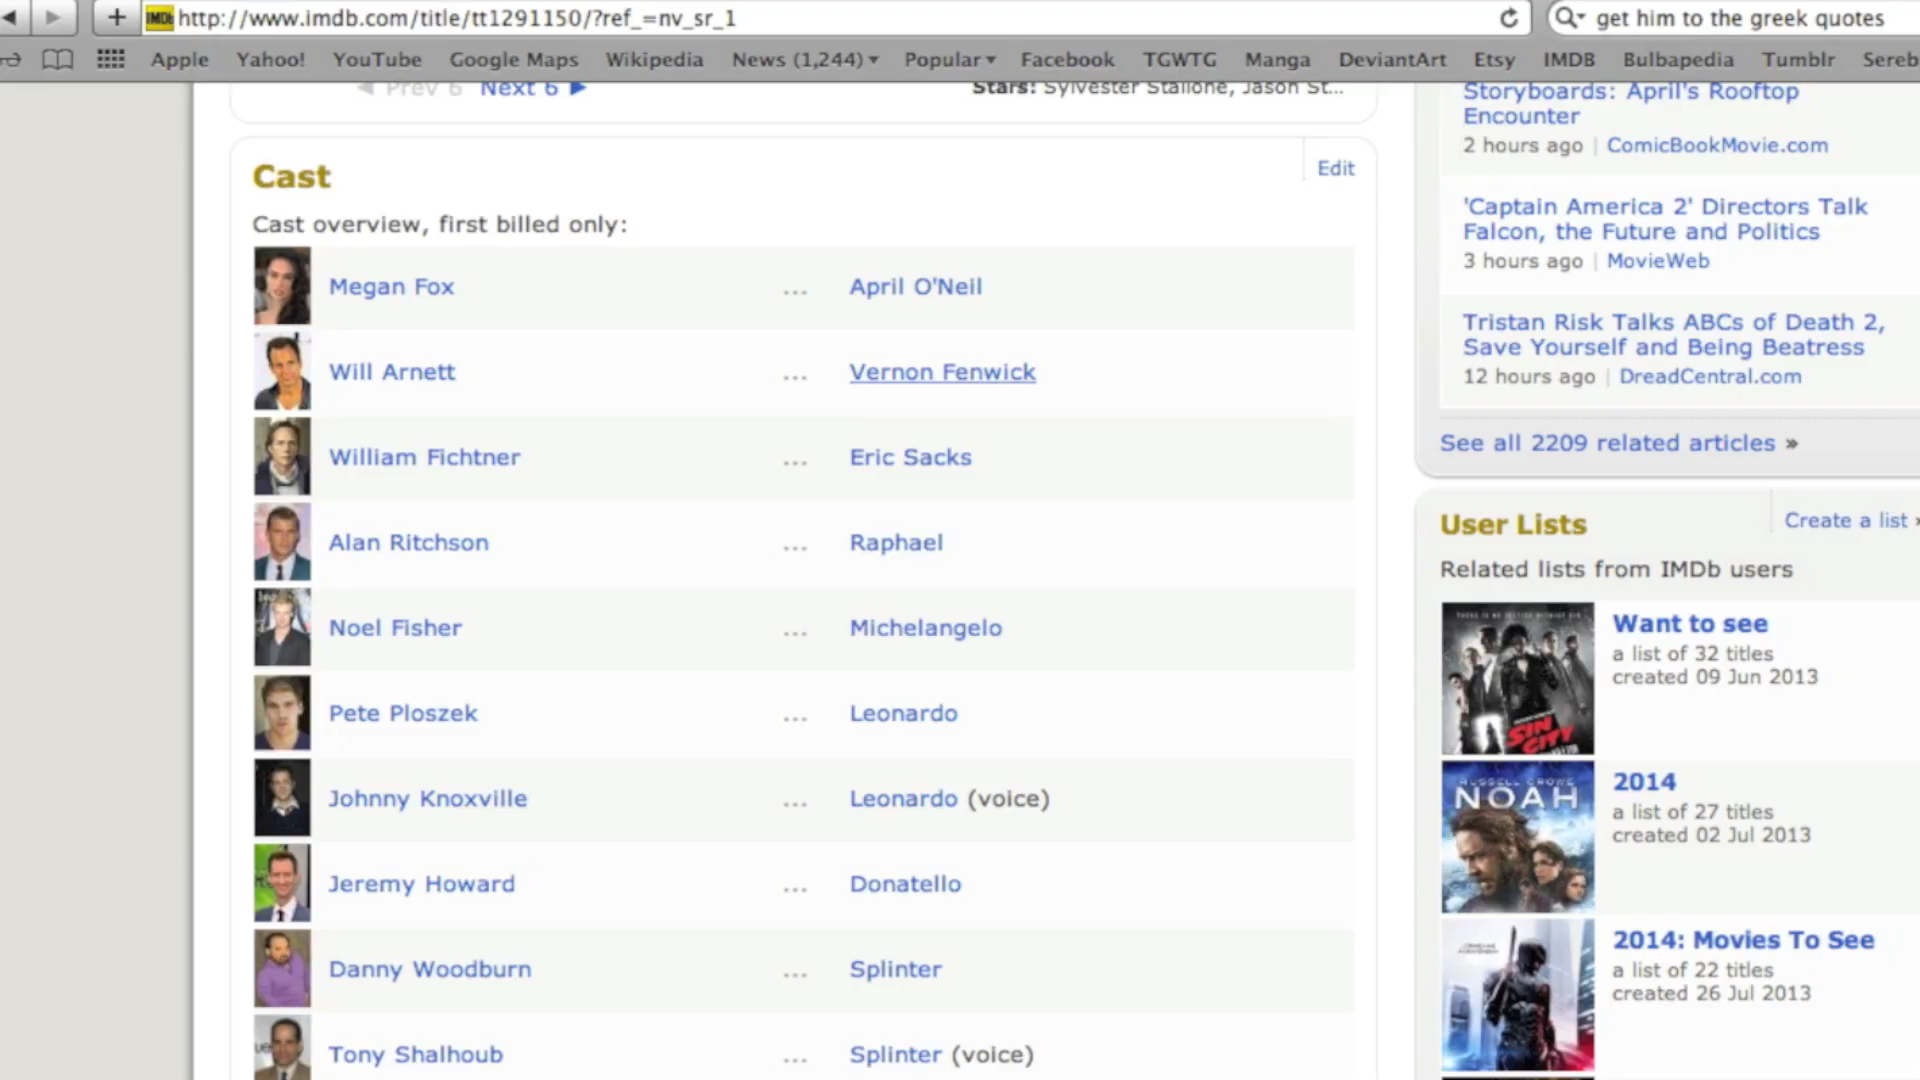 http://www.imdb.com/title/tt1291150/?ref_=nv_sr_1
get him to the greek quotes
Apple Yahoo! YouTube Google Maps Wikipedia News (1,244) Popular Facebook TGWTG Manga DeviantArt Etsy IMDB Bulbapedia Tumblr Sereb
Prev 6 Next 6
Stars: Sylvester Stallone, Jason St...
Cast
Edit
Cast overview, first billed only:
Megan Fox ... April O'Neil
Will Arnett ... Vernon Fenwick
William Fichtner ... Eric Sacks
Alan Ritchson ... Raphael
Noel Fisher ... Michelangelo
Pete Ploszek ... Leonardo
Johnny Knoxville ... Leonardo (voice)
Jeremy Howard ... Donatello
Danny Woodburn ... Splinter
Tony Shalhoub ... Splinter (voice)
Storyboards: April's Rooftop
Encounter
2 hours ago | ComicBookMovie.com
'Captain America 2' Directors Talk
Falcon, the Future and Politics
3 hours ago | MovieWeb
Tristan Risk Talks ABCs of Death 2,
Save Yourself and Being Beatress
12 hours ago | DreadCentral.com
See all 2209 related articles »
User Lists
Create a list »
Related lists from IMDb users
SIN
CITY
Want to see
a list of 32 titles
created 09 Jun 2013
RUSSELL CROWE
NOAH
2014
a list of 27 titles
created 02 Jul 2013
2014: Movies To See
a list of 22 titles
created 26 Jul 2013